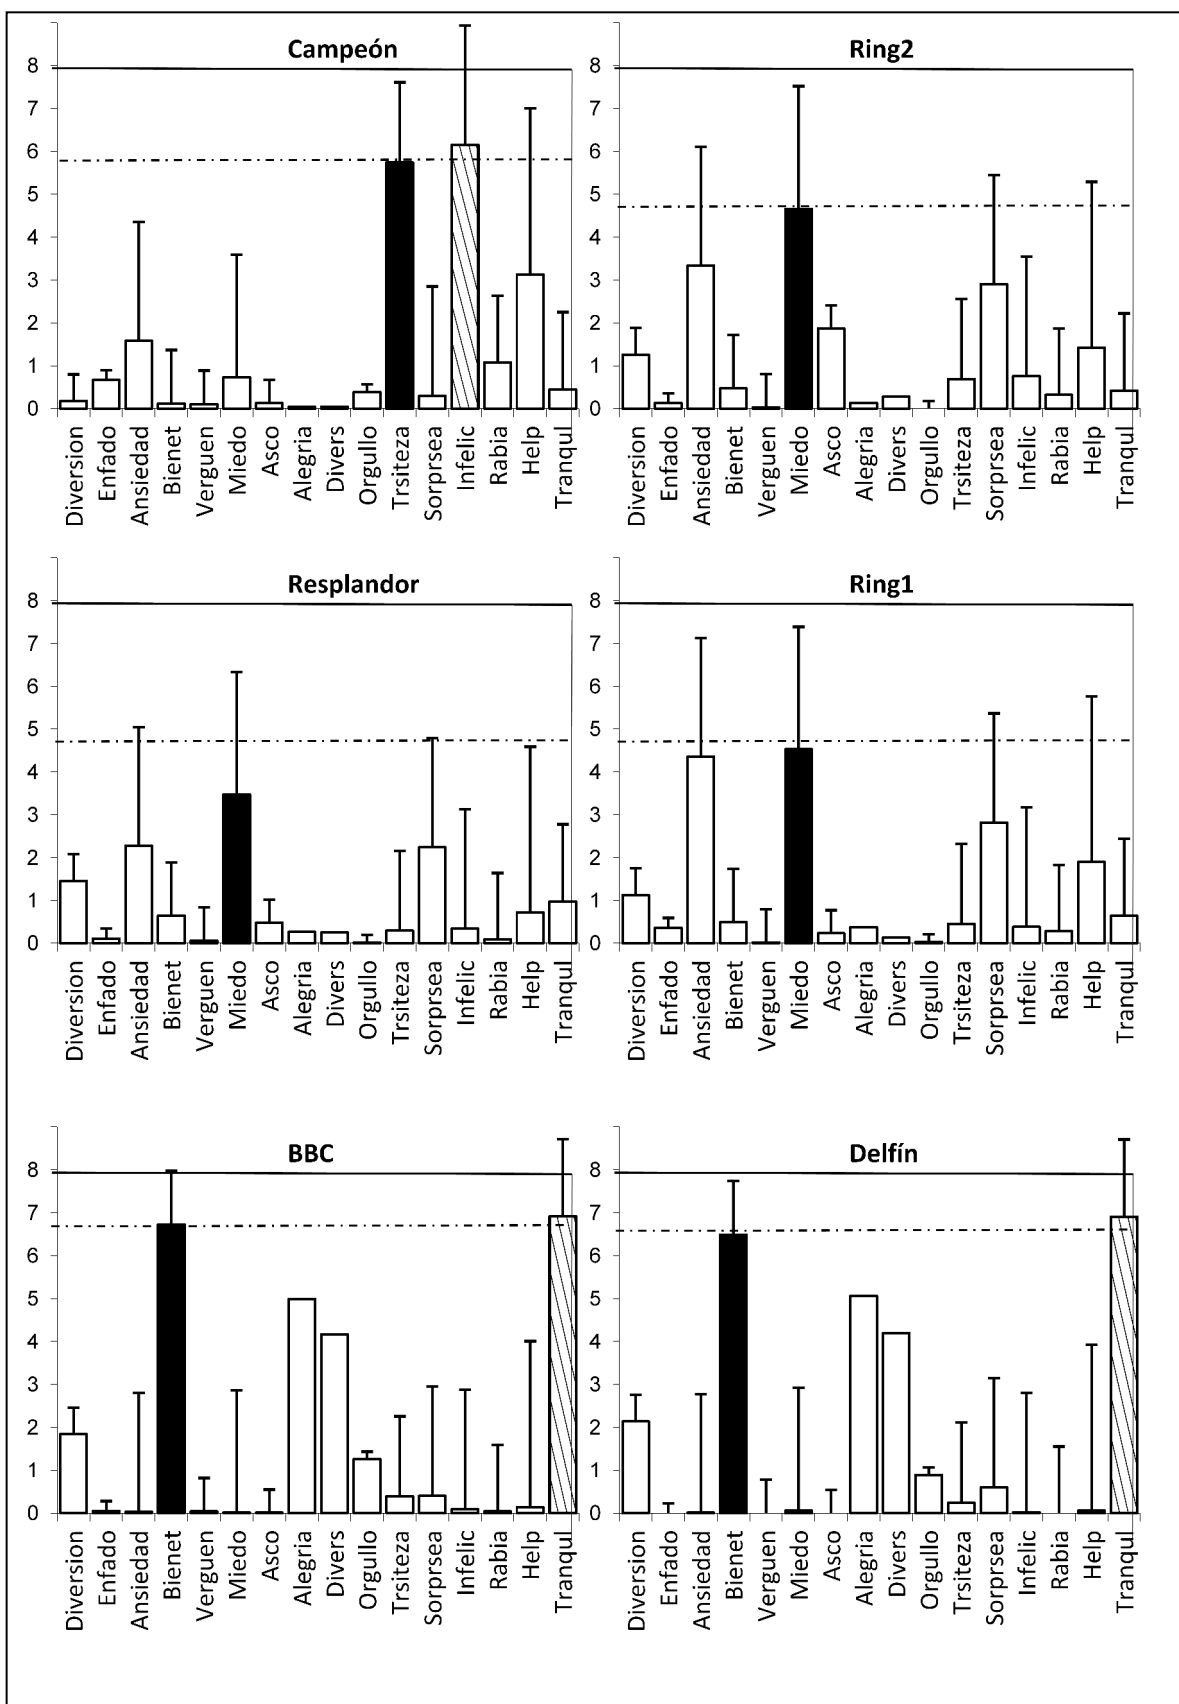 Campeón
8
7
6
5
4
3
2
1
0
Diversion
Enfado
Ansiedad
Bienet
Verguen
Miedo
Asco
Alegria
Divers
Orgullo
Trsiteza
Sorprsea
Infelic
Rabia
Help
Tranqul
Ring2
8
7
6
5
4
3
2
1
0
Diversion
Enfado
Ansiedad
Bienet
Verguen
Miedo
Asco
Alegria
Divers
Orgullo
Trsiteza
Sorprsea
Infelic
Rabia
Help
Tranqul
Resplandor
8
7
6
5
4
3
2
1
0
Diversion
Enfado
Ansiedad
Bienet
Verguen
Miedo
Asco
Alegria
Divers
Orgullo
Trsiteza
Sorprsea
Infelic
Rabia
Help
Tranqul
Ring1
8
7
6
5
4
3
2
1
0
Diversion
Enfado
Ansiedad
Bienet
Verguen
Miedo
Asco
Alegria
Divers
Orgullo
Trsiteza
Sorprsea
Infelic
Rabia
Help
Tranqul
BBC
8
7
6
5
4
3
2
1
0
Diversion
Enfado
Ansiedad
Bienet
Verguen
Miedo
Asco
Alegria
Divers
Orgullo
Trsiteza
Sorprsea
Infelic
Rabia
Help
Tranqul
Delfín
8
7
6
5
4
3
2
1
0
Diversion
Enfado
Ansiedad
Bienet
Verguen
Miedo
Asco
Alegria
Divers
Orgullo
Trsiteza
Sorprsea
Infelic
Rabia
Help
Tranqul